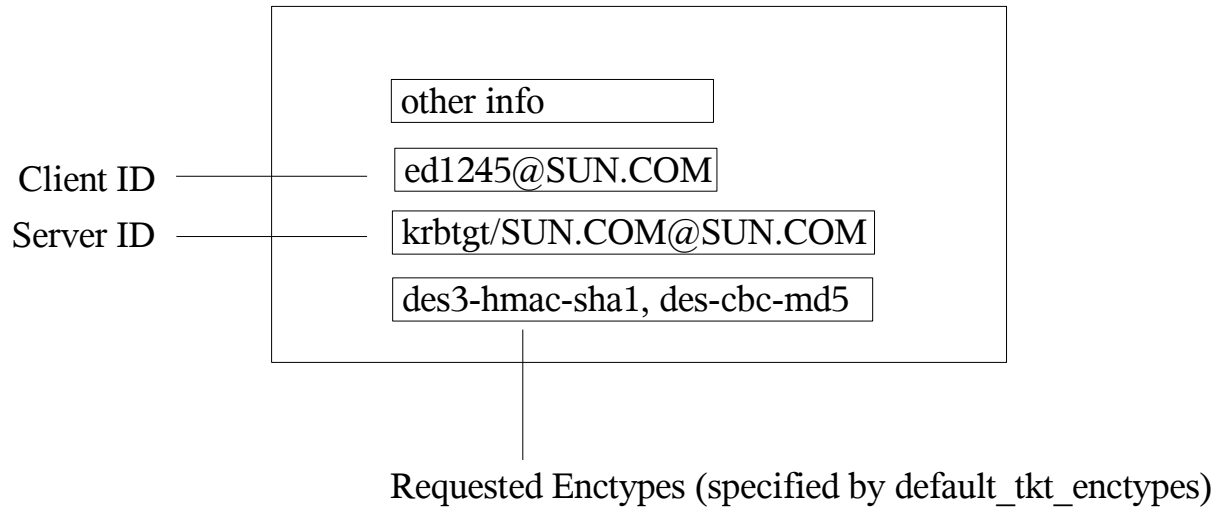 other info
Client ID
ed1245@SUN.COM
Server ID
krbtgt/SUN.COM@SUN.COM
des3-hmac-sha1, des-cbc-md5
Requested Enctypes (specified by default_tkt_enctypes)